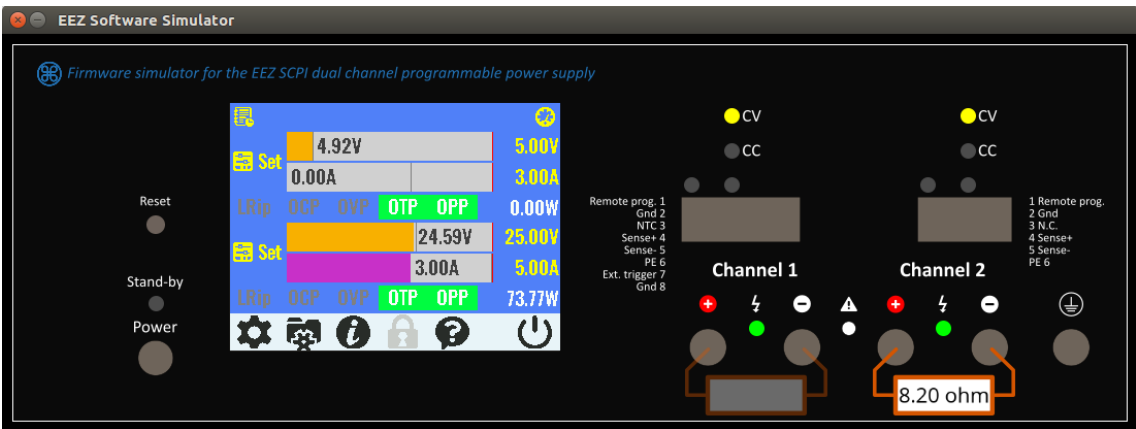 EEZ Software Simulator
Firmware simulator for the EEZ SCPI dual channel programmable power supply
Reset
Stand-by
Power
Set
4.92V
5.00V
0.00A
3.00A
LRip OCP OVP OTP OPP 0.00W
Set
24.59V
25.00V
3.00A
5.00A
LRip OCP OVP OTP OPP 73.77W
CV
CC
Remote prog. 1
Gnd 2
NTC 3
Sense+ 4
Sense- 5
PE 6
Ext. trigger 7
Gnd 8
Channel 1
CV
CC
1 Remote prog.
2 Gnd
3 N.C.
4 Sense+
5 Sense-
PE 6
Channel 2
8.20 ohm